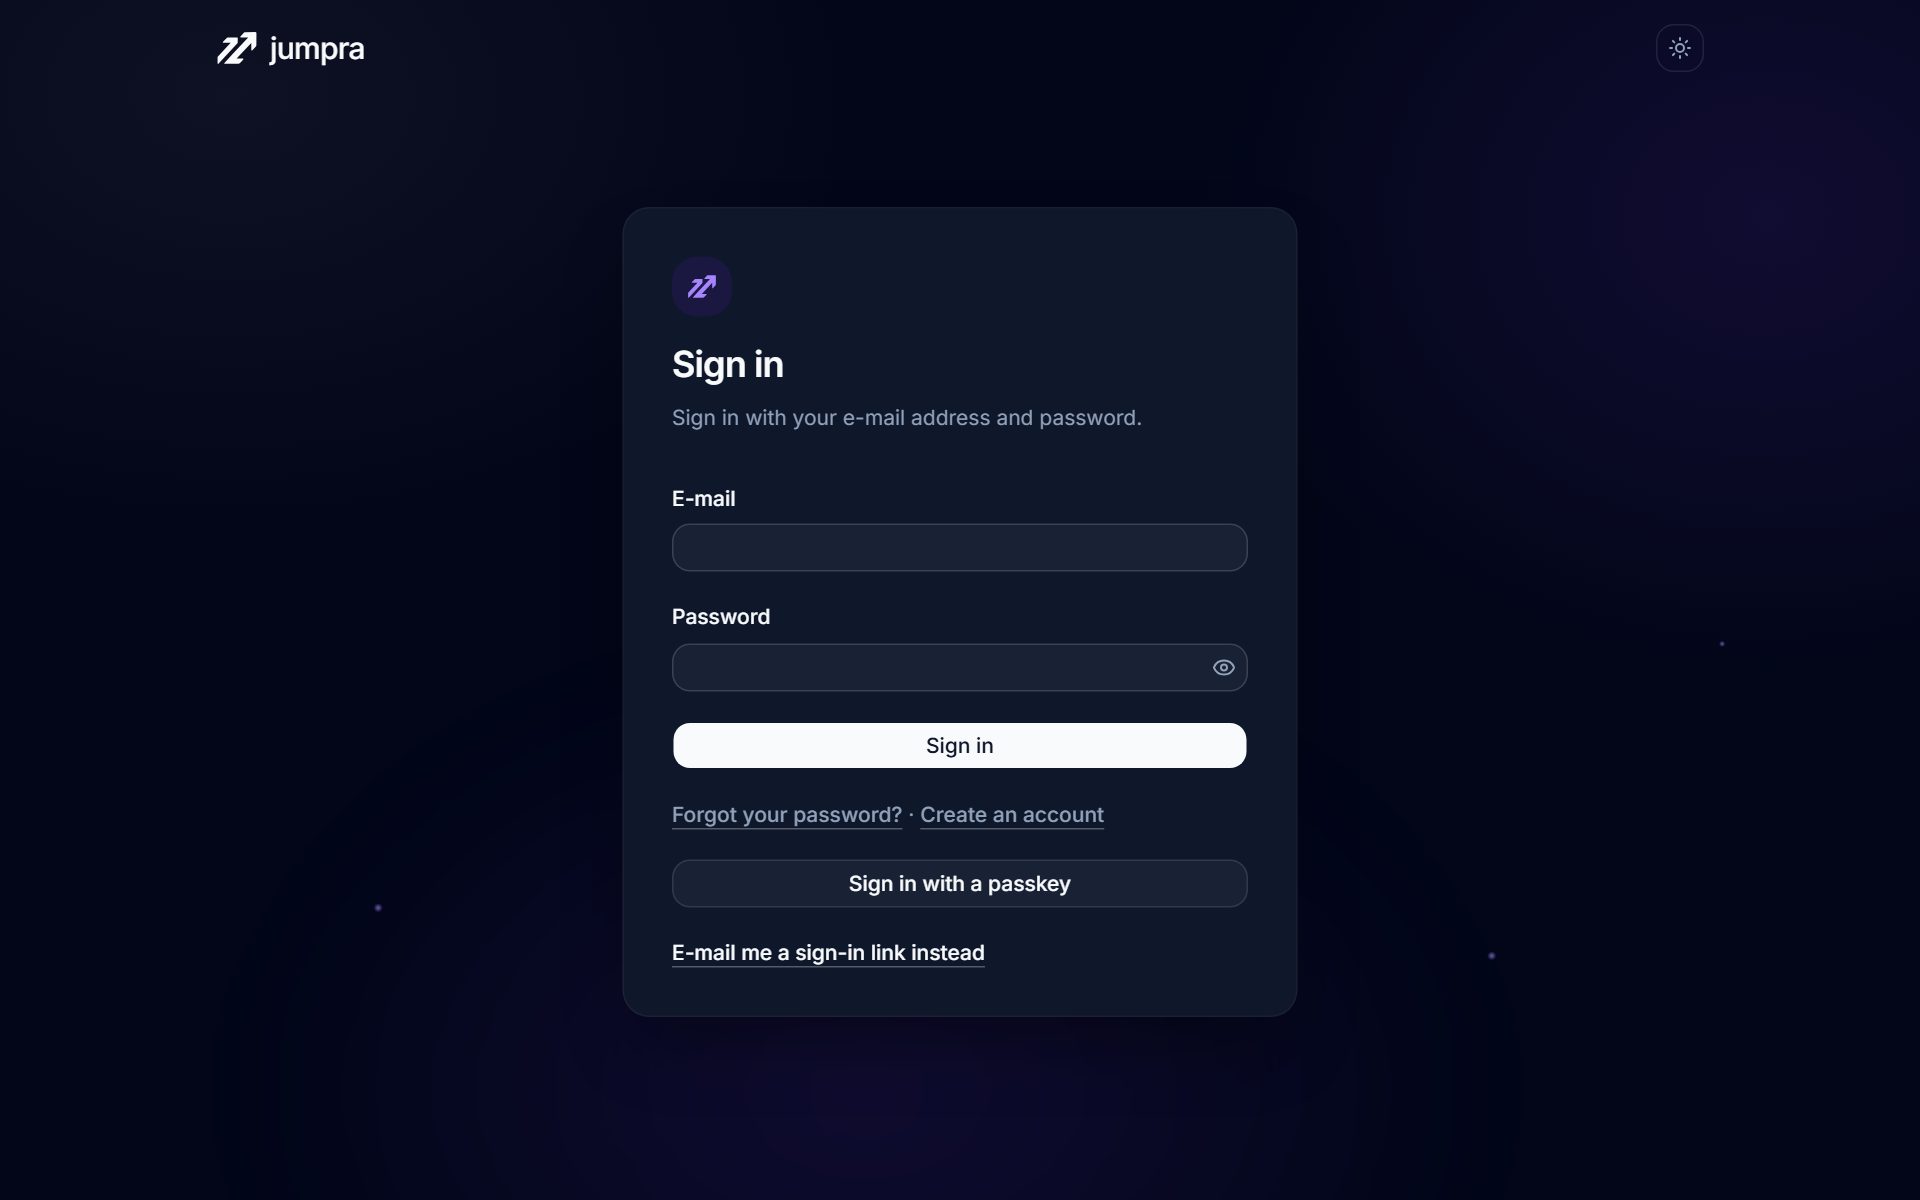 jumpra
Sign in
Sign in with your e-mail address and password.
E-mail
Password
Sign in
Forgot your password? · Create an account
Sign in with a passkey
E-mail me a sign-in link instead